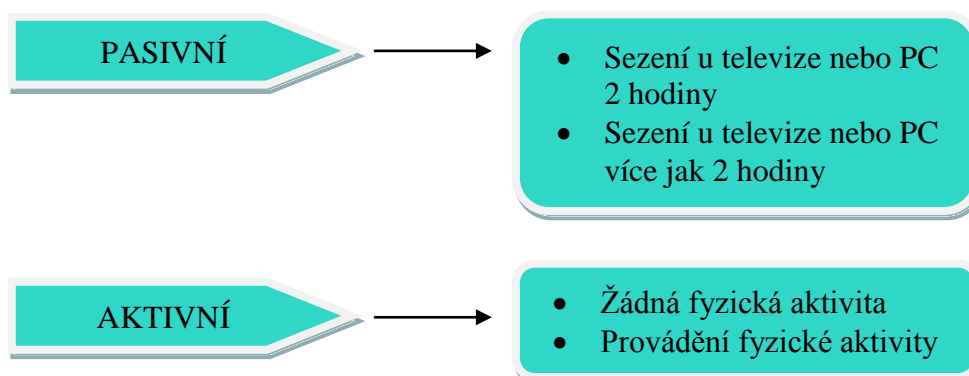 PASIVNÍ
• Sezení u televize nebo PC
2 hodiny
• Sezení u televize nebo PC
více jak 2 hodiny
AKTIVNÍ
• Žádná fyzická aktivita
• Provádění fyzické aktivity